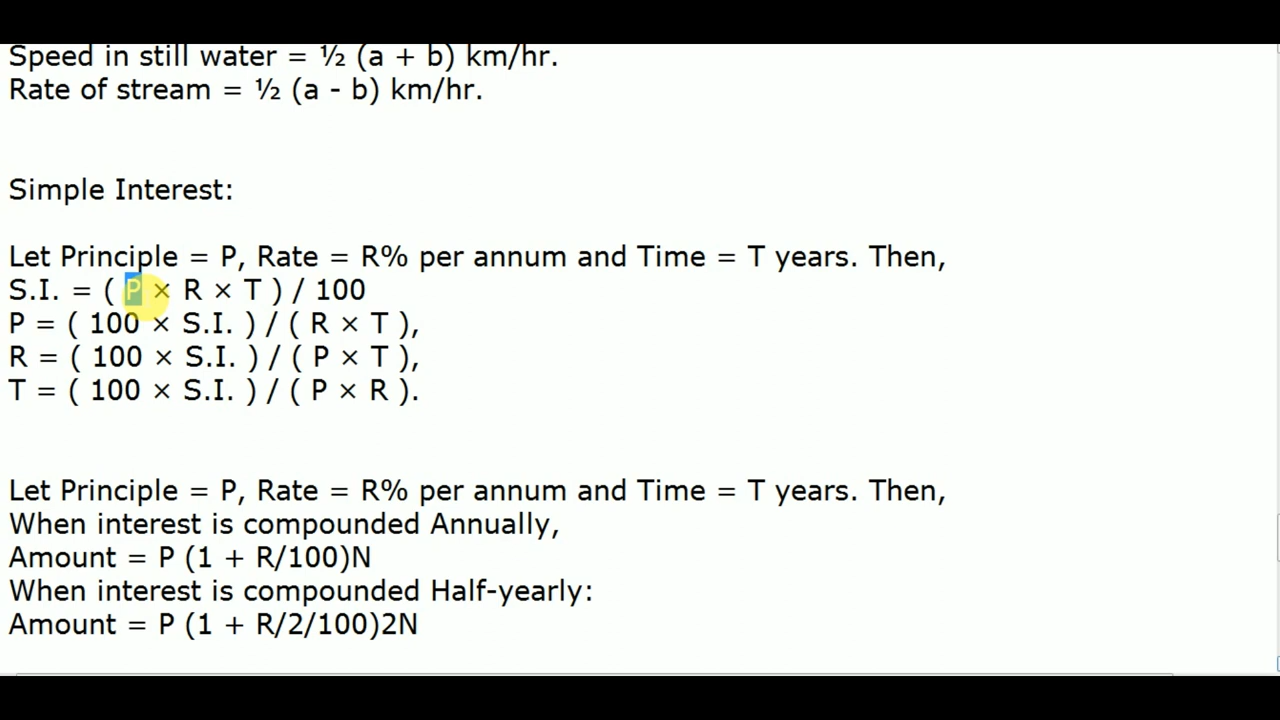 Speed in still water = ½ (a + b) km/hr.
Rate of stream = ½ (a - b) km/hr.
Simple Interest:
Let Principle = P, Rate = R% per annum and Time = T years. Then,
S.I. = ( P × R × T ) / 100
P = ( 100 × S.I. ) / ( R × T ),
R = ( 100 × S.I. ) / ( P × T ),
T = ( 100 × S.I. ) / ( P × R ).
Let Principle = P, Rate = R% per annum and Time = T years. Then,
When interest is compounded Annually,
Amount = P (1 + R/100)N
When interest is compounded Half-yearly:
Amount = P (1 + R/2/100)2N